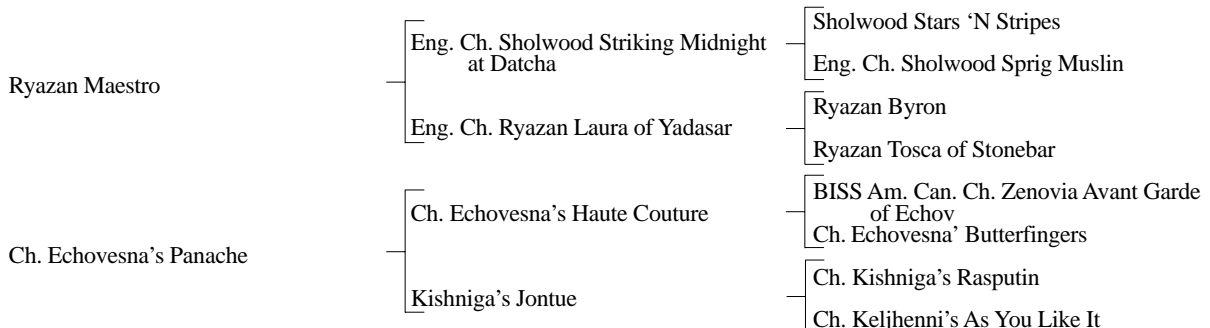 Sholwood Stars ‘N Stripes
Eng. Ch. Sholwood Striking Midnight
at Datcha
Eng. Ch. Sholwood Sprig Muslin
Ryazan Maestro
Ryazan Byron
Eng. Ch. Ryazan Laura of Yadasar
Ryazan Tosca of Stonebar
BISS Am. Can. Ch. Zenovia Avant Garde
of Echov
Ch. Echovesna’s Haute Couture
Ch. Echovesna’ Butterfingers
Ch. Echovesna’s Panache
Ch. Kishniga’s Rasputin
Kishniga’s Jontue
Ch. Keljhenni’s As You Like It